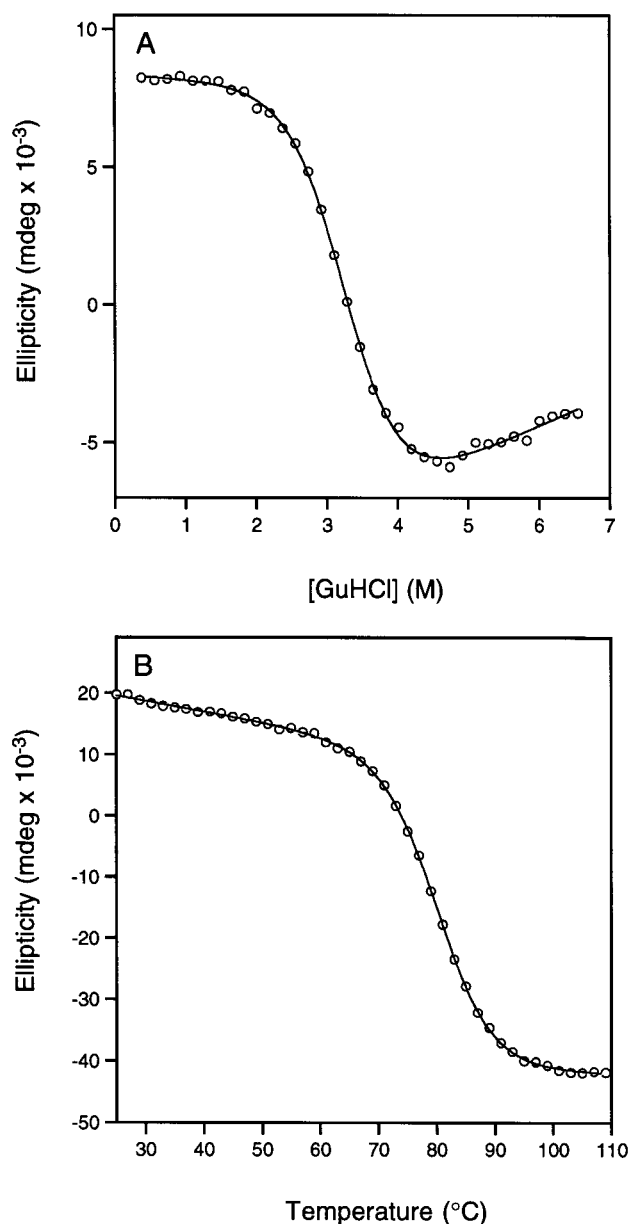 A
Ellipticity (mdeg x 10-3)
10
5
0
-5
0 1 2 3 4 5 6 7
[GuHCl] (M)
B
Ellipticity (mdeg x 10-3)
20
10
0
-10
-20
-30
-40
-50
30 40 50 60 70 80 90 100 110
Temperature (°C)